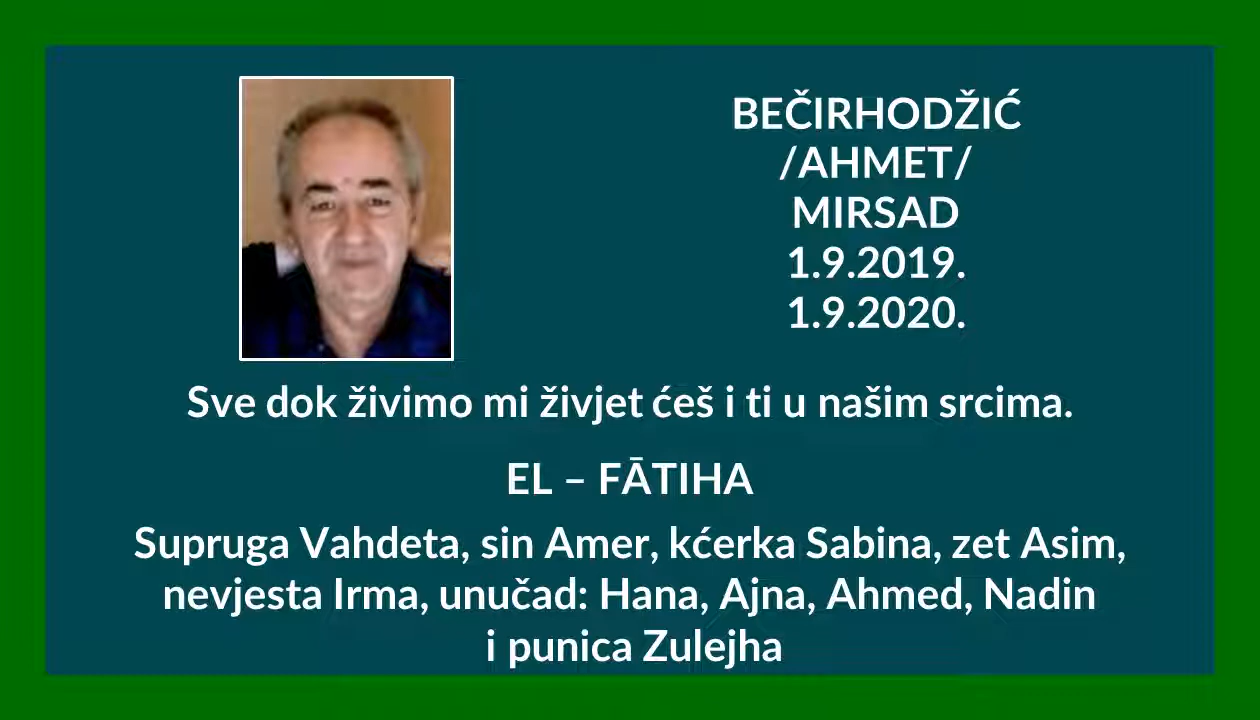 BEČIRHODŽIĆ
/AHMET/
MIRSAD
1.9.2019.
1.9.2020.
Sve dok živimo mi živjet ćeš i ti u našim srcima.
EL – FĀTIHA
Supruga Vahdeta, sin Amer, kćerka Sabina, zet Asim,
nevjesta Irma, unučad: Hana, Ajna, Ahmed, Nadin
i punica Zulejha